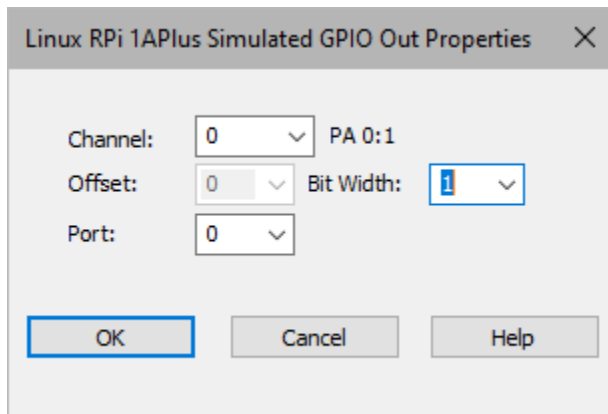 Linux RPi 1APlus Simulated GPIO Out Properties
Channel: 0 PA 0:1
Offset: 0 Bit Width: 1
Port: 0
OK Cancel Help